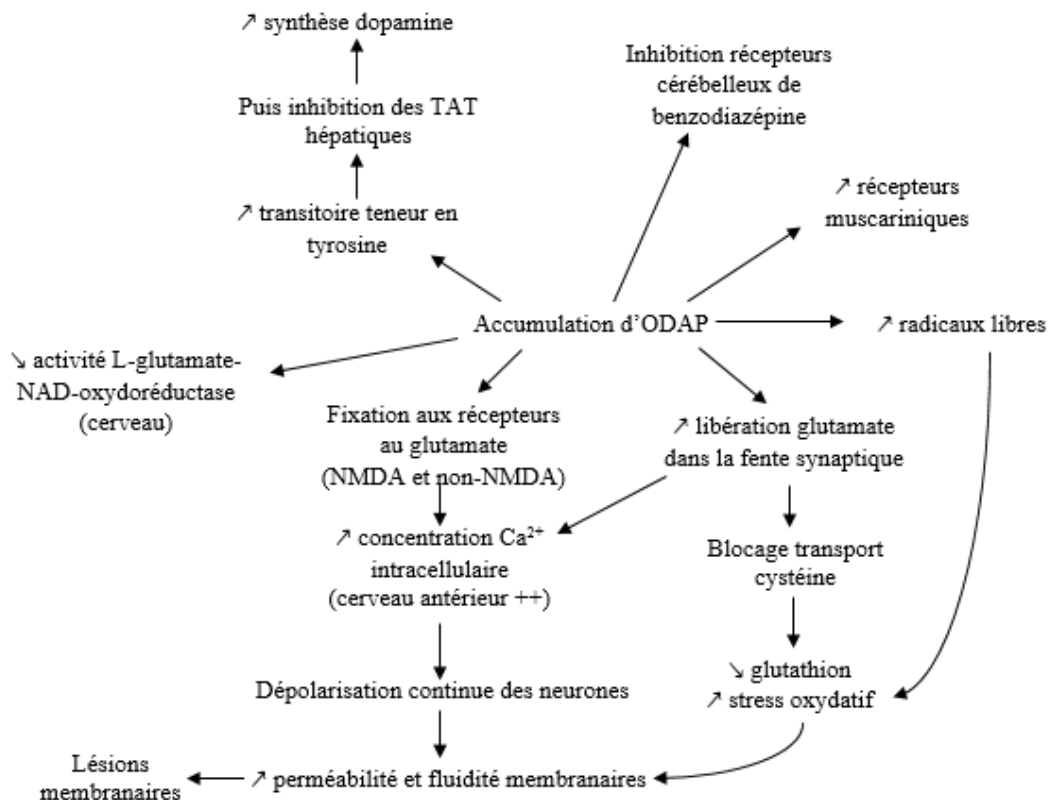 ↗ synthèse dopamine
Inhibition récepteurs
cérébelleux de
benzodiazépine
Puis inhibition des TAT
hépatiques
↗ récepteurs
muscariniques
↗ transitoire teneur en
tyrosine
Accumulation d’ODAP
↗ radicaux libres
↘ activité L-glutamate-
NAD-oxydoréductase
(cerveau)
Fixation aux récepteurs
au glutamate
(NMDA et non-NMDA)
↗ libération glutamate
dans la fente synaptique
↗ concentration Ca²⁺
intracellulaire
(cerveau antérieur ++)
Blocage transport
cystéine
↘ glutathion
↗ stress oxydatif
Dépolarisation continue des neurones
Lésions
membranaires
↗ perméabilité et fluidité membranaires